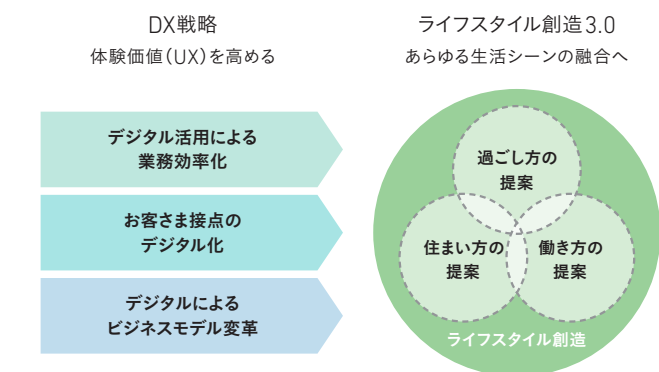 DX戦略
体験価値(UX)を高める
デジタル活用による
業務効率化
お客さま接点の
デジタル化
デジタルによる
ビジネスモデル変革
ライフスタイル創造3.0
あらゆる生活シーンの融合へ
過ごし方の
提案
住まい方の
提案
働き方の
提案
ライフスタイル創造